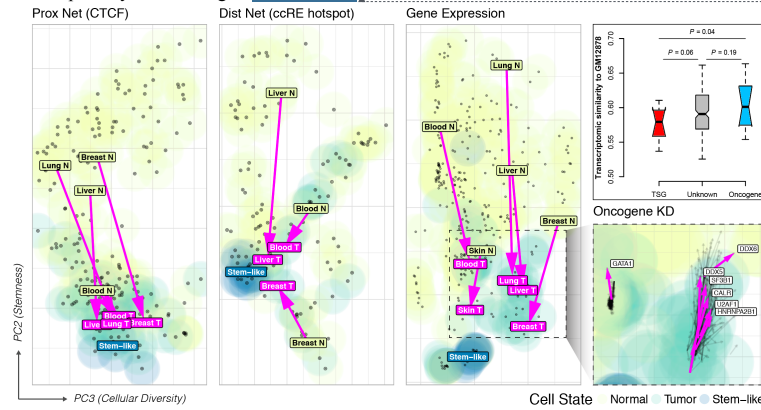 Prox Net (CTCF)
Lung N
Breast N
Liver N
Blood N
Blood T
Lung T
Breast T
Stem-like
PC2 (Stemness)
PC3 (Cellular Diversity)
Dist Net (ccRE hotspot)
Liver N
Blood N
Blood T
Liver T
Stem-like
Breast T
Breast N
Gene Expression
Lung N
Blood N
Liver N
Breast N
Skin N
Blood T
Lung T
Liver T
Skin T
Breast T
Stem-like
Transcriptomic similarity to GM12878
0.70
0.60
0.55
0.50
P = 0.04
P = 0.06
P = 0.19
TSG
Unknown
Oncogene
Oncogene KD
GATA1
DDX6
DDX5
SF3B1
CALR
U2AF1
HNRNPA2B1
Cell State
Normal
Tumor
Stem-like